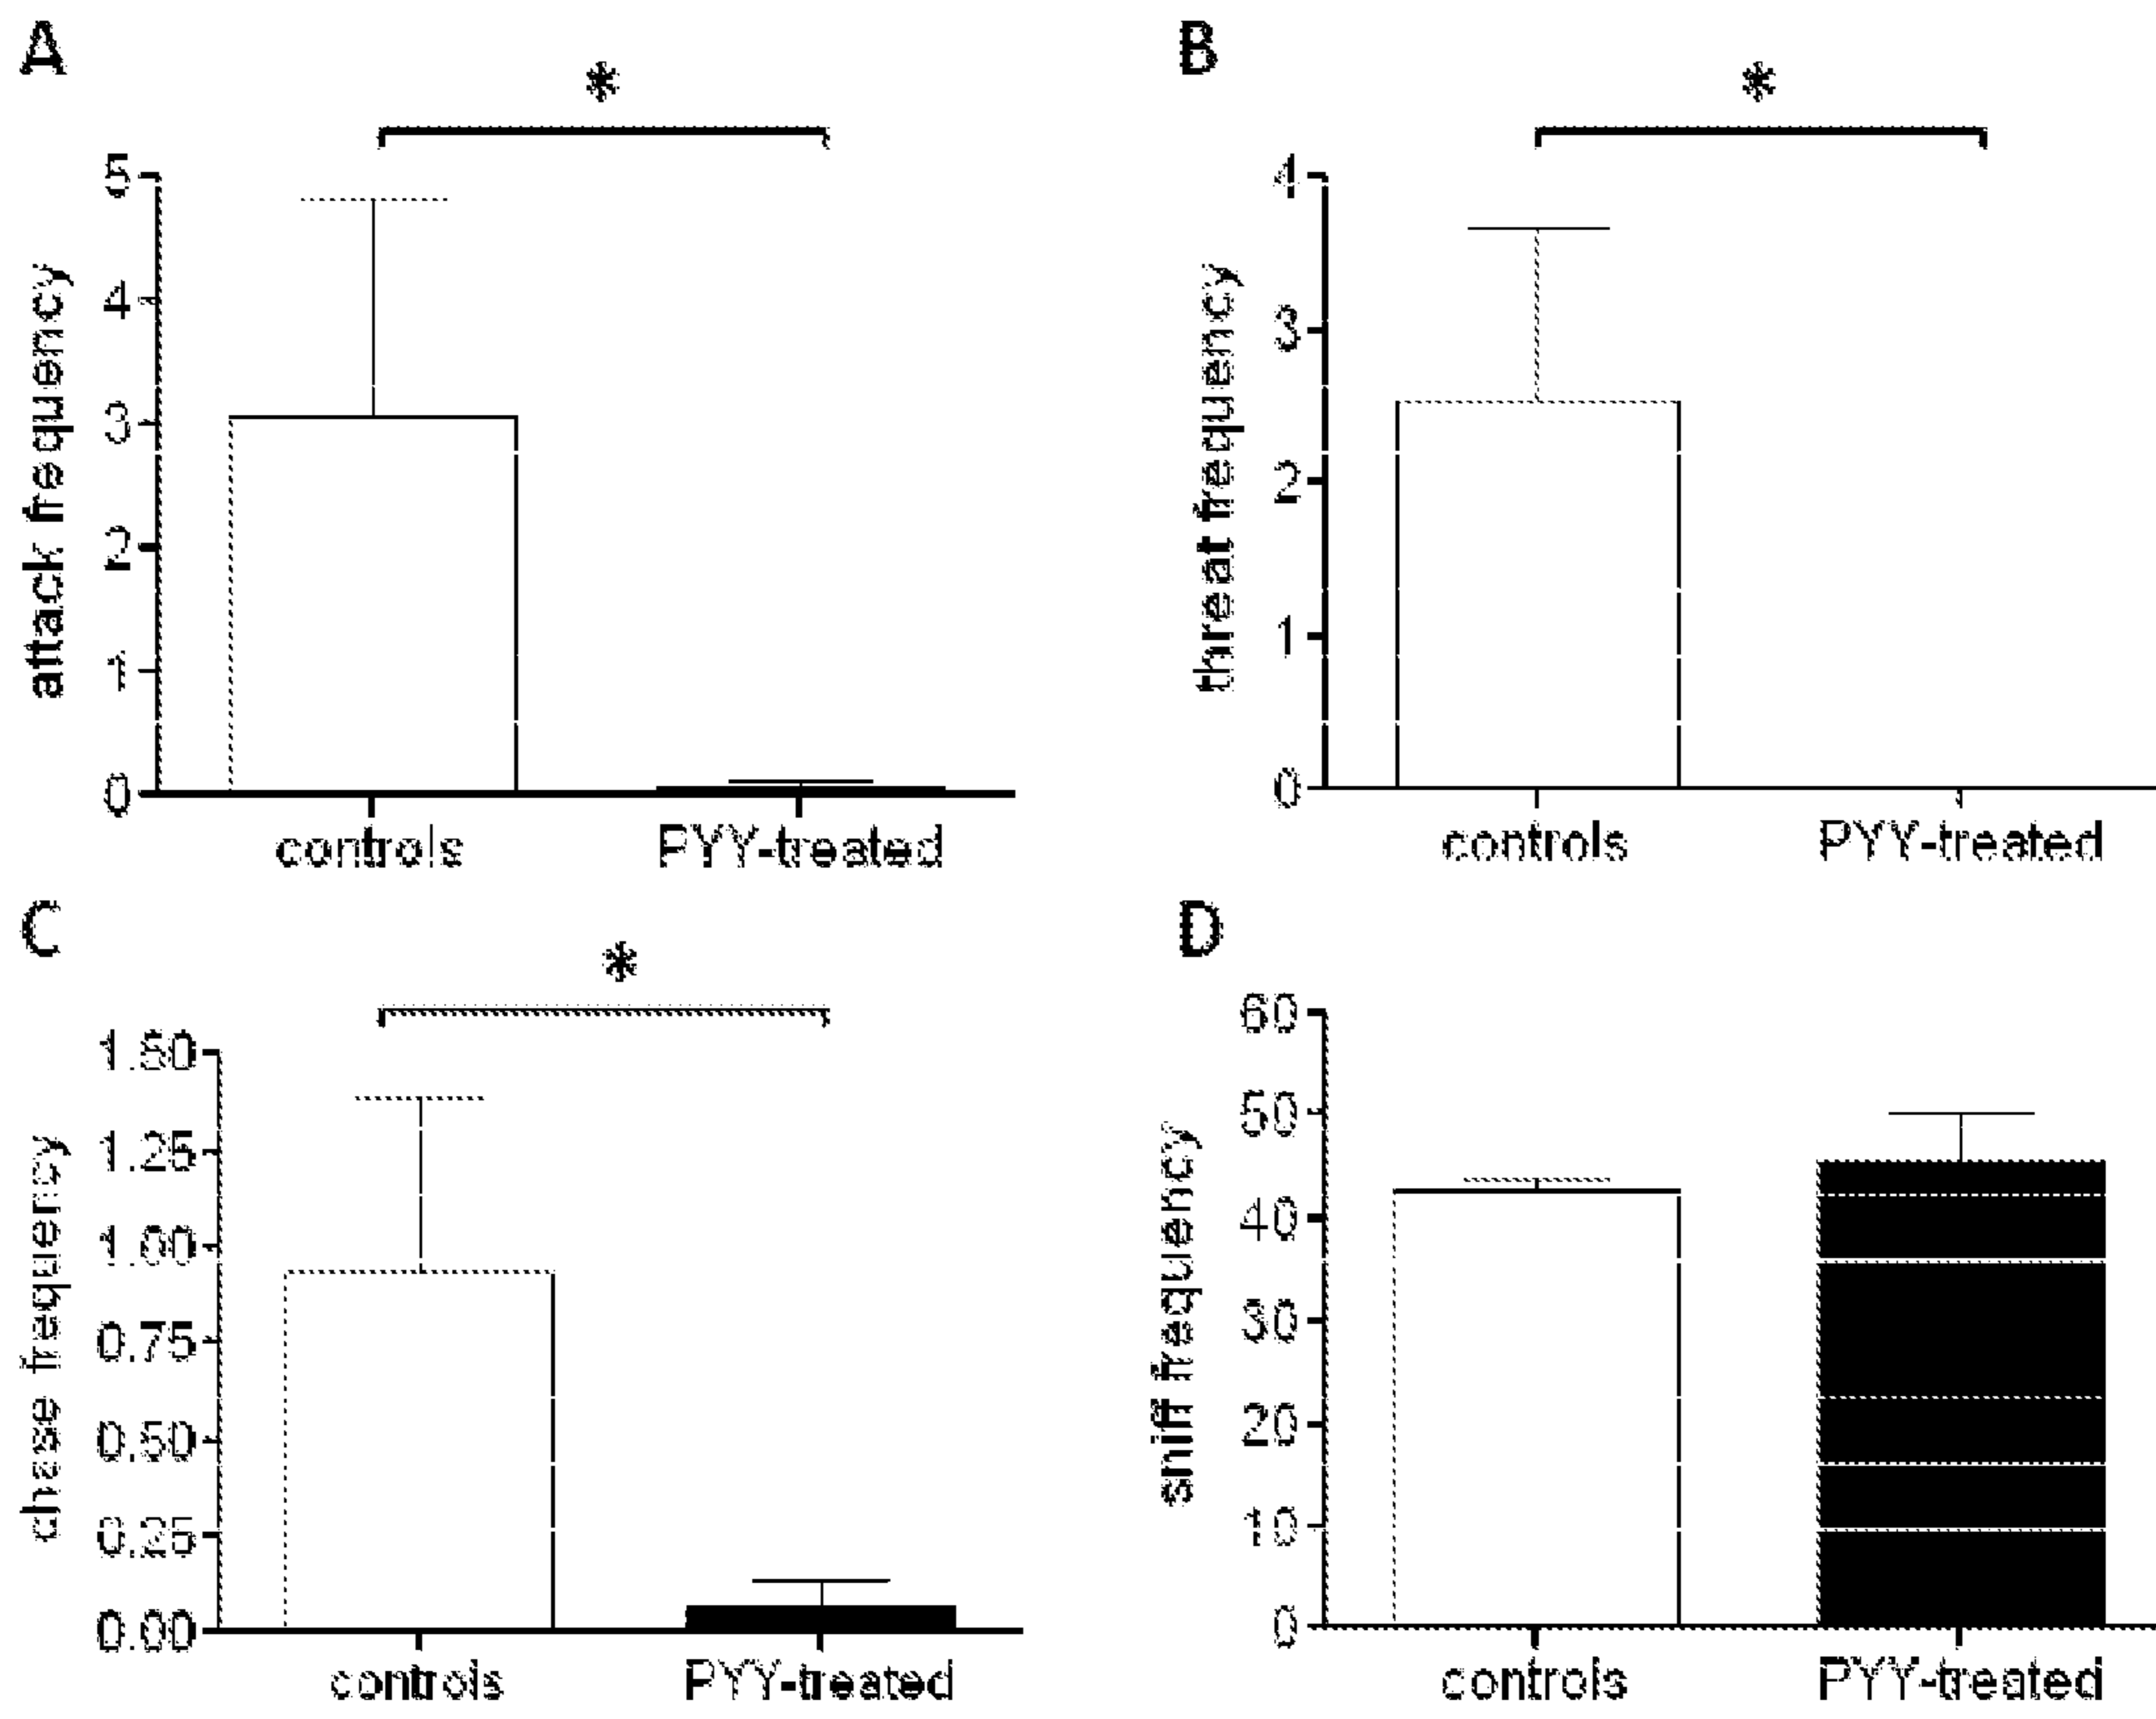 A
*
attack frequency
5
4
3
2
1
0
controls PYY-treated
B
*
threat frequency
4
3
2
1
0
controls PYY-treated
C
*
chase frequency
1.50
1.25
1.00
0.75
0.50
0.25
0.00
controls PYY-treated
D
sniff frequency
60
50
40
30
20
10
0
controls PYY-treated